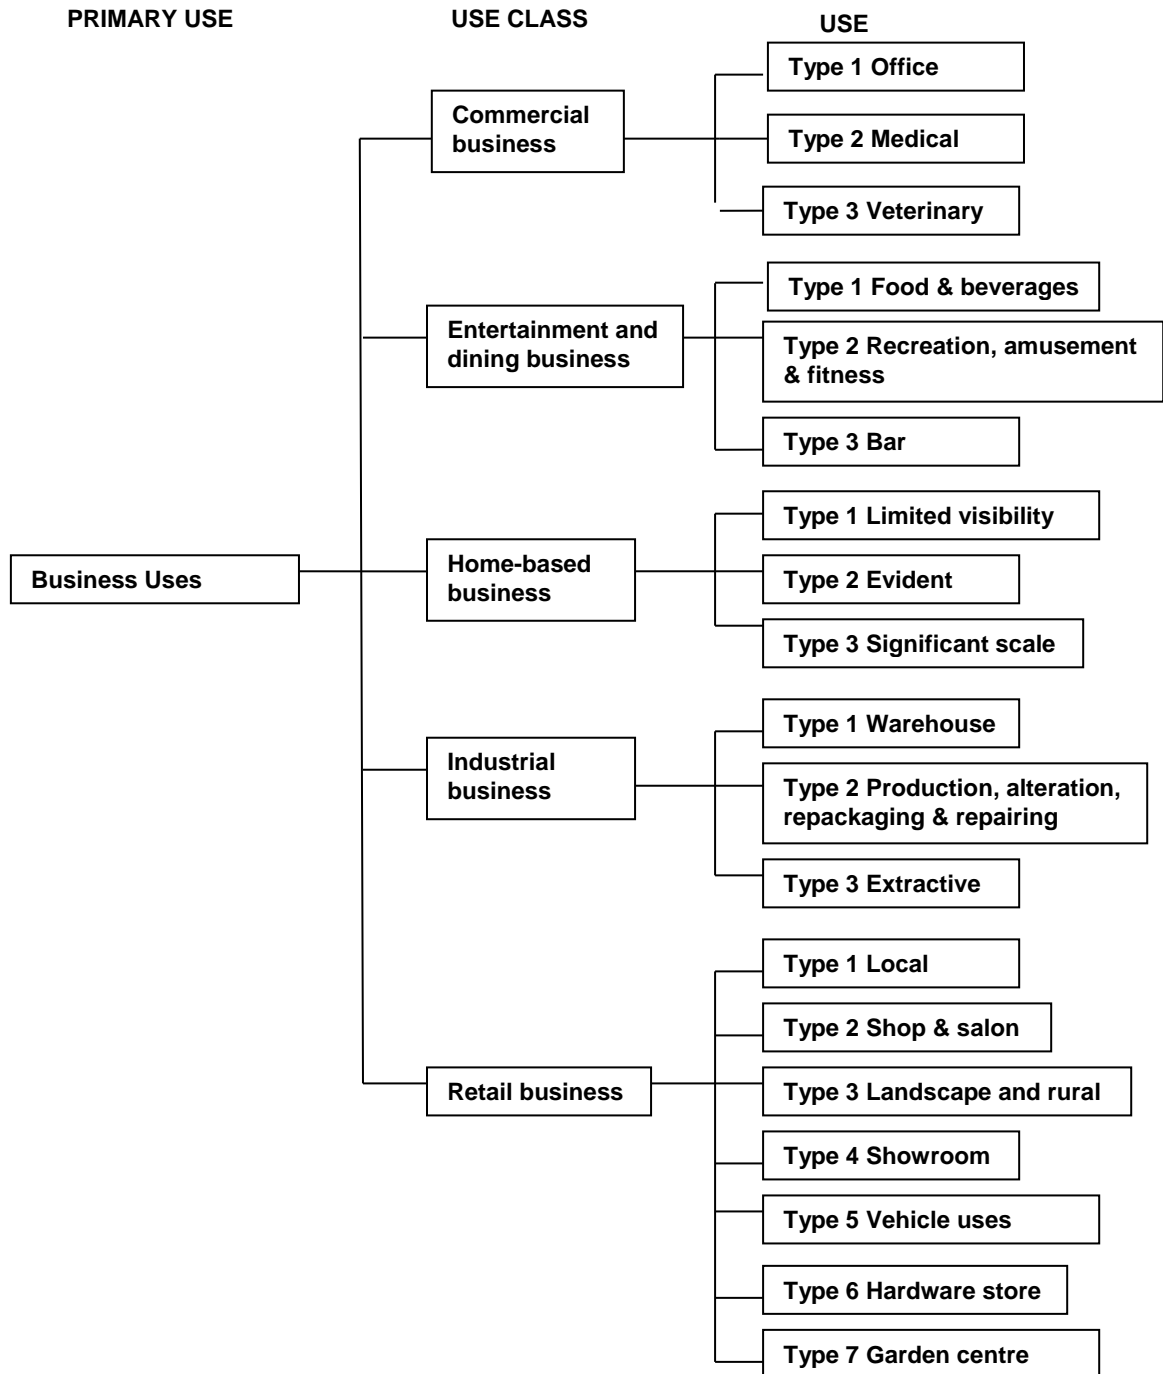 PRIMARY USE
USE CLASS
USE
Business Uses
Commercial
business
Type 1 Office
Type 2 Medical
Type 3 Veterinary
Entertainment and
dining business
Type 1 Food & beverages
Type 2 Recreation, amusement
& fitness
Type 3 Bar
Home-based
business
Type 1 Limited visibility
Type 2 Evident
Type 3 Significant scale
Industrial
business
Type 1 Warehouse
Type 2 Production, alteration,
repackaging & repairing
Type 3 Extractive
Retail business
Type 1 Local
Type 2 Shop & salon
Type 3 Landscape and rural
Type 4 Showroom
Type 5 Vehicle uses
Type 6 Hardware store
Type 7 Garden centre